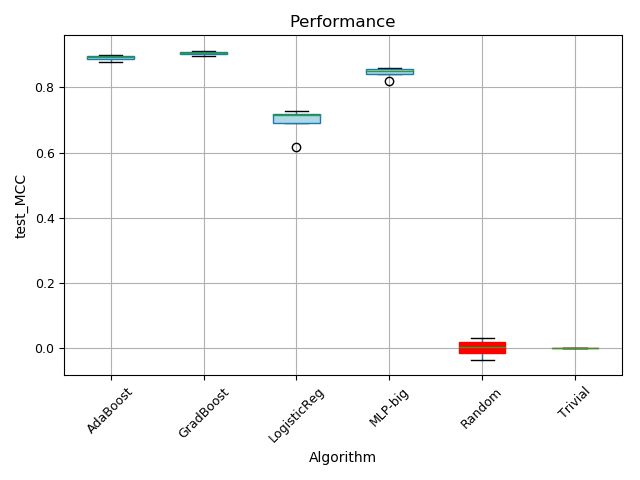 Performance
test_MCC
0.8
0.6
0.4
0.2
0.0
AdaBoost
GradBoost
LogisticReg
MLP-big
Random
Trivial
Algorithm